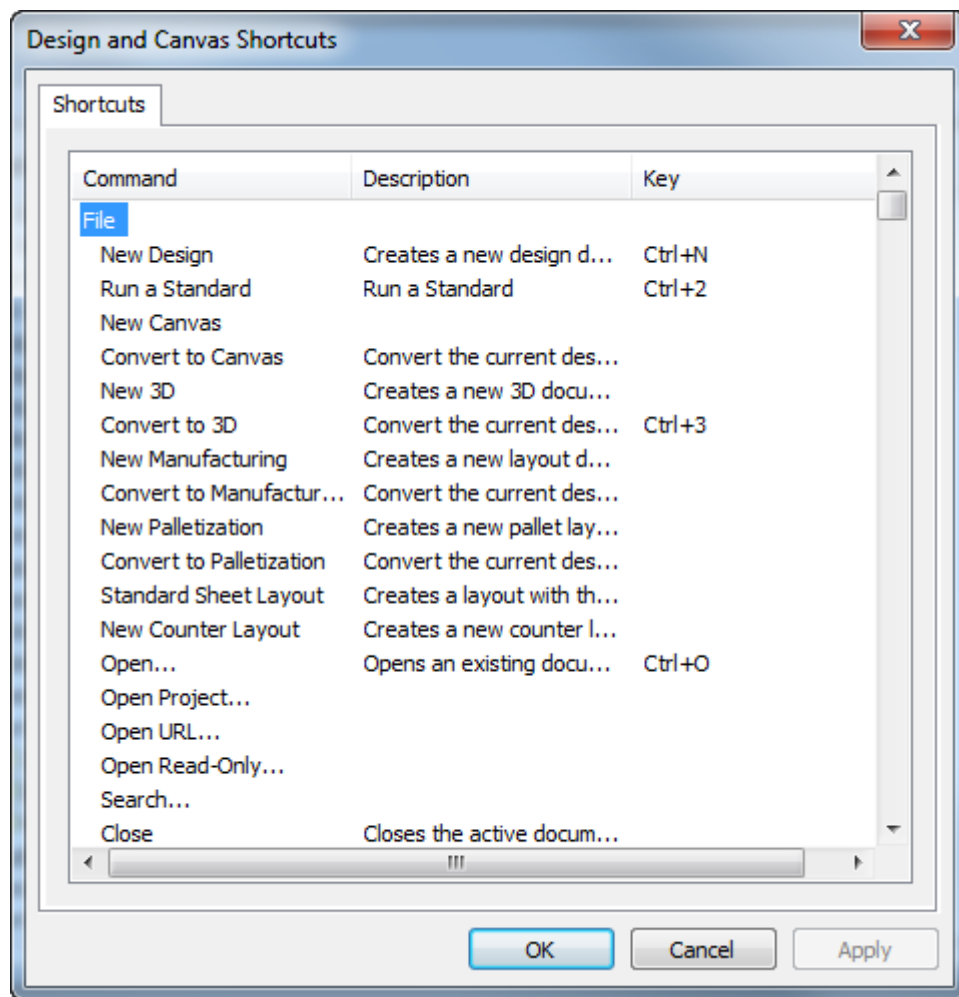 Design and Canvas Shortcuts
Shortcuts
Command Description Key
File
New Design Creates a new design d... Ctrl+N
Run a Standard Run a Standard Ctrl+2
New Canvas
Convert to Canvas Convert the current des...
New 3D Creates a new 3D docu...
Convert to 3D Convert the current des... Ctrl+3
New Manufacturing Creates a new layout d...
Convert to Manufactur... Convert the current des...
New Palletization Creates a new pallet lay...
Convert to Palletization Convert the current des...
Standard Sheet Layout Creates a layout with th...
New Counter Layout Creates a new counter l...
Open... Opens an existing docu... Ctrl+O
Open Project...
Open URL...
Open Read-Only...
Search...
Close Closes the active docum...
OK Cancel Apply